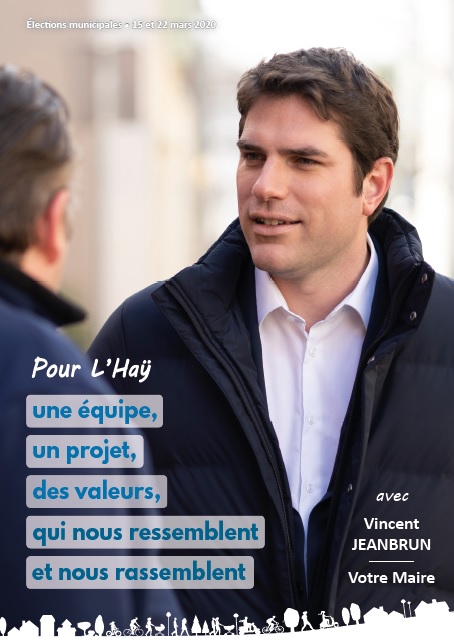 Élections municipales • 15 et 22 mars 2020
Pour L'Haÿ
une équipe,
un projet,
des valeurs,
qui nous ressemblent
et nous rassemblent
avec
Vincent
JEANBRUN
Votre Maire